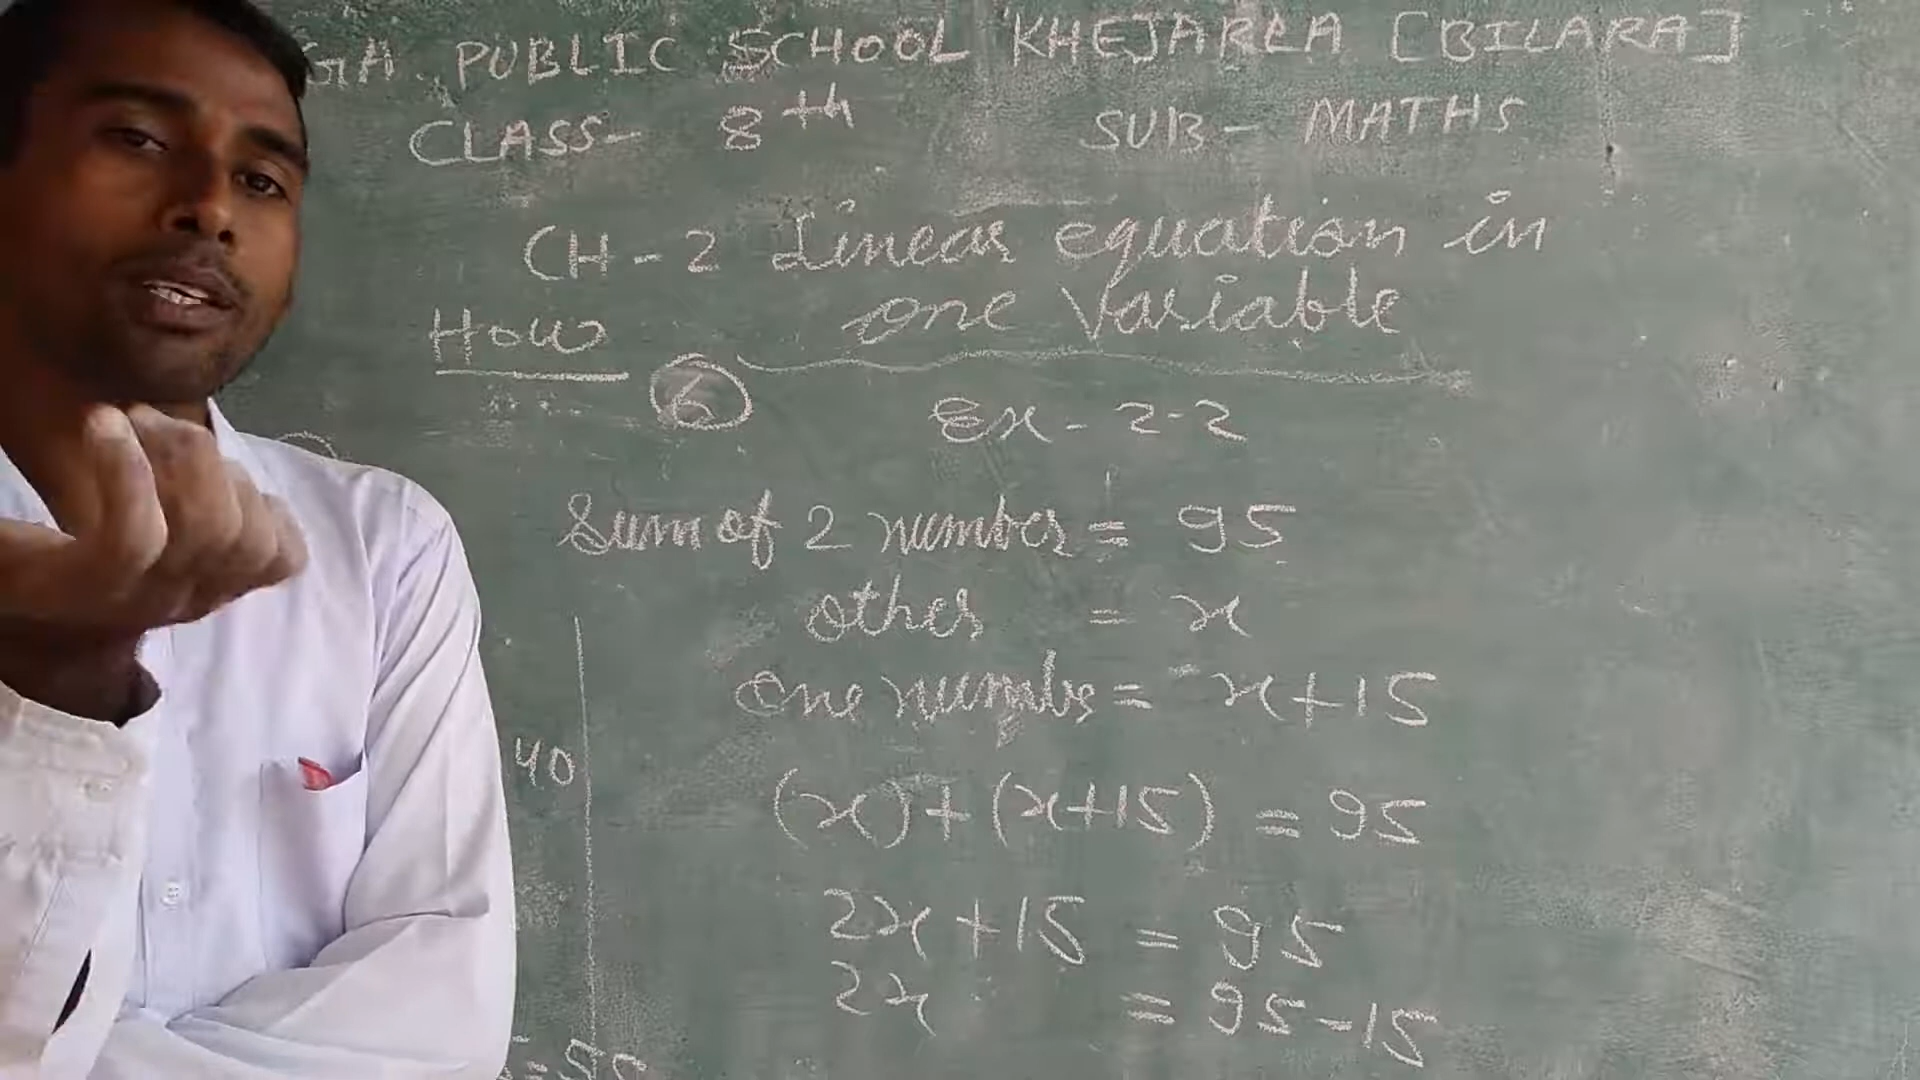 GA. PUBLIC SCHOOL KHEJARLA [BILARA]
CLASS- 8th SUB- MATHS
CH-2 Linear equation in
one Variable
How
6 Ex-2-2
Sum of 2 number = 95
other = x
one numbe = x+15
(x)+(x+15) = 95
40
2x+15 = 95
2x = 95-15